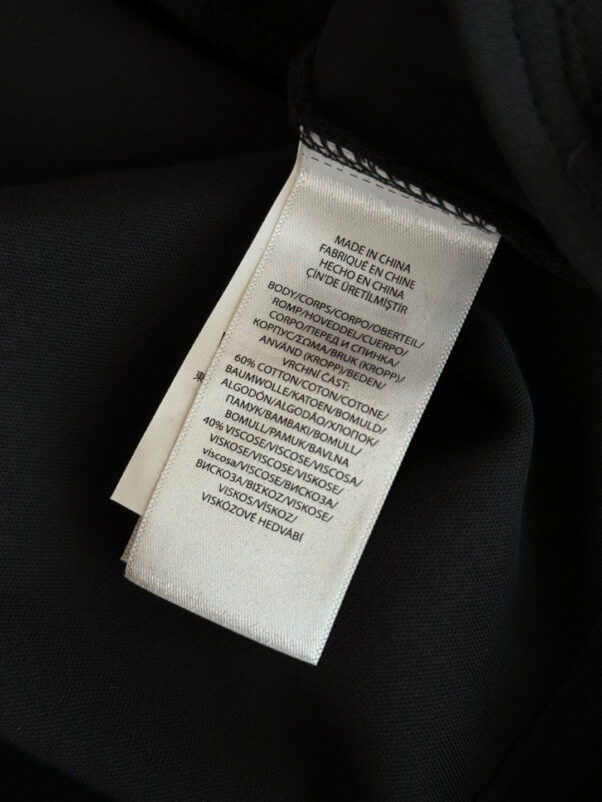 MADE IN CHINA
FABRIQUÉ EN CHINE
HECHO EN CHINA
ÇİN'DE ÜRETİLMİŞTİR
BODY/CORPS/CORPO/OBERTEIL/
ROMP/HOVEDDEL/CUERPO/
CORPO/ПЕРЕД И СПИНКА/
КОРПУС/ΣΩΜΑ/BRUK (KROPP)/
ANVÄND (KROPP)/BEDEN/
VRCHNÍ ČÁST:
60% COTTON/COTON/COTONE/
BAUMWOLLE/KATOEN/BOMULD/
ALGODÓN/ALGODÃO/ХЛОПОК/
ПАМУК/ΒΑΜΒΑΚΙ/BOMULL/
BOMULL/PAMUK/BAVLNA
40% VISCOSE/VISCOSE/VISCOSA/
VISKOSE/VISCOSE/VISKOSE/
viscosa/VISCOSE/ВИСКОЗА/
ВИСКОЗА/ΒΙΣΚΟΖ/VISKOSE/
VISKOS/VİSKOZ/
VISKÓZOVÉ HEDVÁBÍ
東